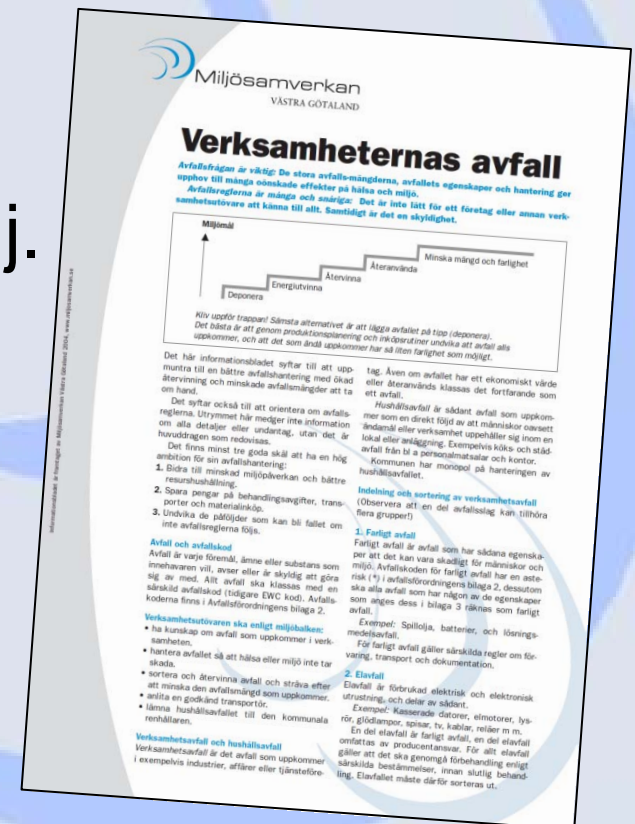 j.
Miljösamverkan
VÄSTRA GÖTALAND
Verksamheternas avfall
Avfallsfrågan är viktig: De stora avfalls-mängderna, avfallets egenskaper och hantering ger
upphov till många oönskade effekter på hälsa och miljö.
Avfallsreglerna är många och snåriga: Det är inte lätt för ett företag eller annan verk-
samhetsutövare att känna till allt. Samtidigt är det en skyldighet.
Miljömål
Deponera
Energiutvinna
Återvinna
Återanvända
Minska mängd och farlighet
Kliv uppför trappan! Sämsta alternativet är att lägga avfallet på tipp (deponera).
Det bästa är att genom produktionsplanering och inköpsrutiner undvika att avfall alls
uppkommer, och att det som ändå uppkommer har så liten farlighet som möjligt.
Det här informationsbladet syftar till att upp-
muntra till en bättre avfallshantering med ökad
återvinning och minskade avfallsmängder att ta
om hand.
Det syftar också till att orientera om avfalls-
reglerna. Utrymmet här medger inte information
om alla detaljer eller undantag, utan det är
huvuddragen som redovisas.
Det finns minst tre goda skäl att ha en hög
ambition för sin avfallshantering:
1. Bidra till minskad miljöpåverkan och bättre
resurshushållning.
2. Spara pengar på behandlingsavgifter, trans-
porter och materialinköp.
3. Undvika de påföljder som kan bli fallet om
inte avfallsreglerna följs.
Avfall och avfallskod
Avfall är varje föremål, ämne eller substans som
innehavaren vill, avser eller är skyldig att göra
sig av med. Allt avfall ska klassas med en
särskild avfallskod (tidigare EWC kod). Avfalls-
koderna finns i Avfallsförordningens bilaga 2.
Verksamhetsutövaren ska enligt miljöbalken:
• ha kunskap om avfall som uppkommer i verk-
samheten.
• hantera avfallet så att hälsa eller miljö inte tar
skada.
• sortera och återvinna avfall och sträva efter
att minska den avfallsmängd som uppkommer.
• anlita en godkänd transportör.
• lämna hushållsavfallet till den kommunala
renhållaren.
Verksamhetsavfall och hushållsavfall
Verksamhetsavfall är det avfall som uppkommer
i exempelvis industrier, affärer eller tjänsteföre-
tag. Även om avfallet har ett ekonomiskt värde
eller återanvänds klassas det fortfarande som
ett avfall.
Hushållsavfall är sådant avfall som uppkom-
mer som en direkt följd av att människor oavsett
ändamål eller verksamhet uppehåller sig inom en
lokal eller anläggning. Exempelvis köks- och städ-
avfall från bl a personalmatsalar och kontor.
Kommunen har monopol på hanteringen av
hushållsavfallet.
Indelning och sortering av verksamhetsavfall
(Observera att en del avfallsslag kan tillhöra
flera grupper!)
1. Farligt avfall
Farligt avfall är avfall som har sådana egenska-
per att det kan vara skadligt för människor och
miljö. Avfallskoden för farligt avfall har en aste-
risk (*) i avfallsförordningens bilaga 2, dessutom
ska alla avfall som har någon av de egenskaper
som anges dess i bilaga 3 räknas som farligt
avfall.
Exempel: Spillolja, batterier, och lösnings-
medelsavfall.
För farligt avfall gäller särskilda regler om för-
varing, transport och dokumentation.
2. Elavfall
Elavfall är förbrukad elektrisk och elektronisk
utrustning, och delar av sådant.
Exempel: Kasserade datorer, elmotorer, lys-
rör, glödlampor, spisar, tv, kablar, reläer m m.
En del elavfall är farligt avfall, en del elavfall
omfattas av producentansvar. För allt elavfall
gäller att det ska genomgå förbehandling enligt
särskilda bestämmelser, innan slutlig behand-
ling. Elavfallet måste därför sorteras ut.
Informationsbladet är framtaget av Miljösamverkan Västra Götaland 2004, www.miljosamverkan.se